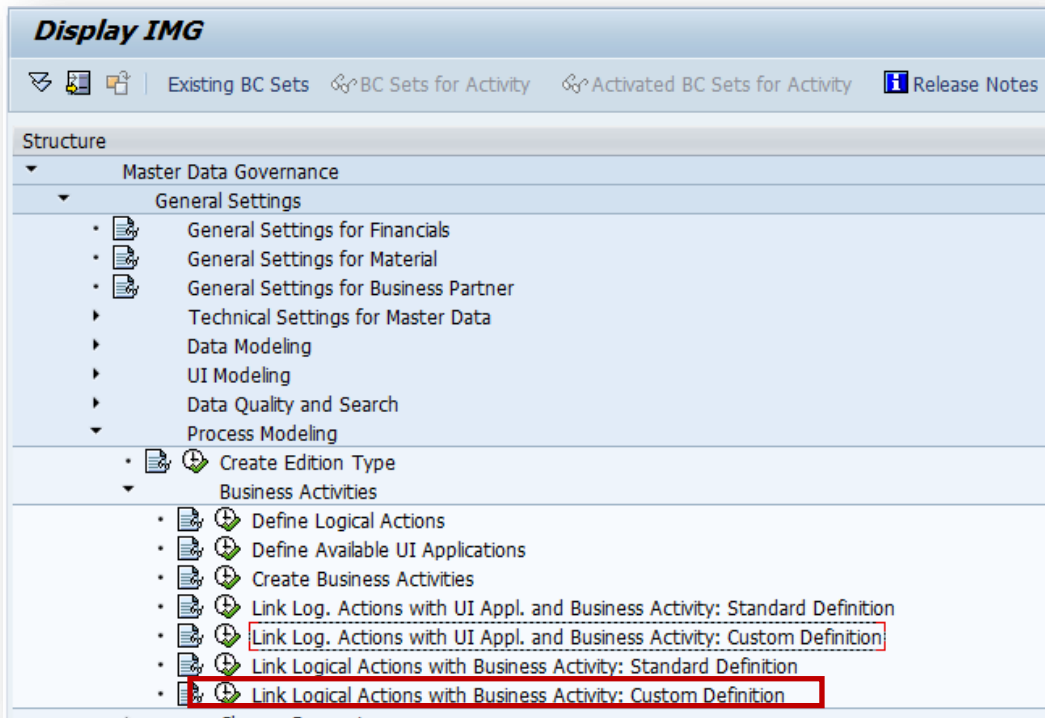 Display IMG
Existing BC Sets BC Sets for Activity Activated BC Sets for Activity Release Notes
Structure
Master Data Governance
General Settings
General Settings for Financials
General Settings for Material
General Settings for Business Partner
Technical Settings for Master Data
Data Modeling
UI Modeling
Data Quality and Search
Process Modeling
Create Edition Type
Business Activities
Define Logical Actions
Define Available UI Applications
Create Business Activities
Link Log. Actions with UI Appl. and Business Activity: Standard Definition
Link Log. Actions with UI Appl. and Business Activity: Custom Definition
Link Logical Actions with Business Activity: Standard Definition
Link Logical Actions with Business Activity: Custom Definition